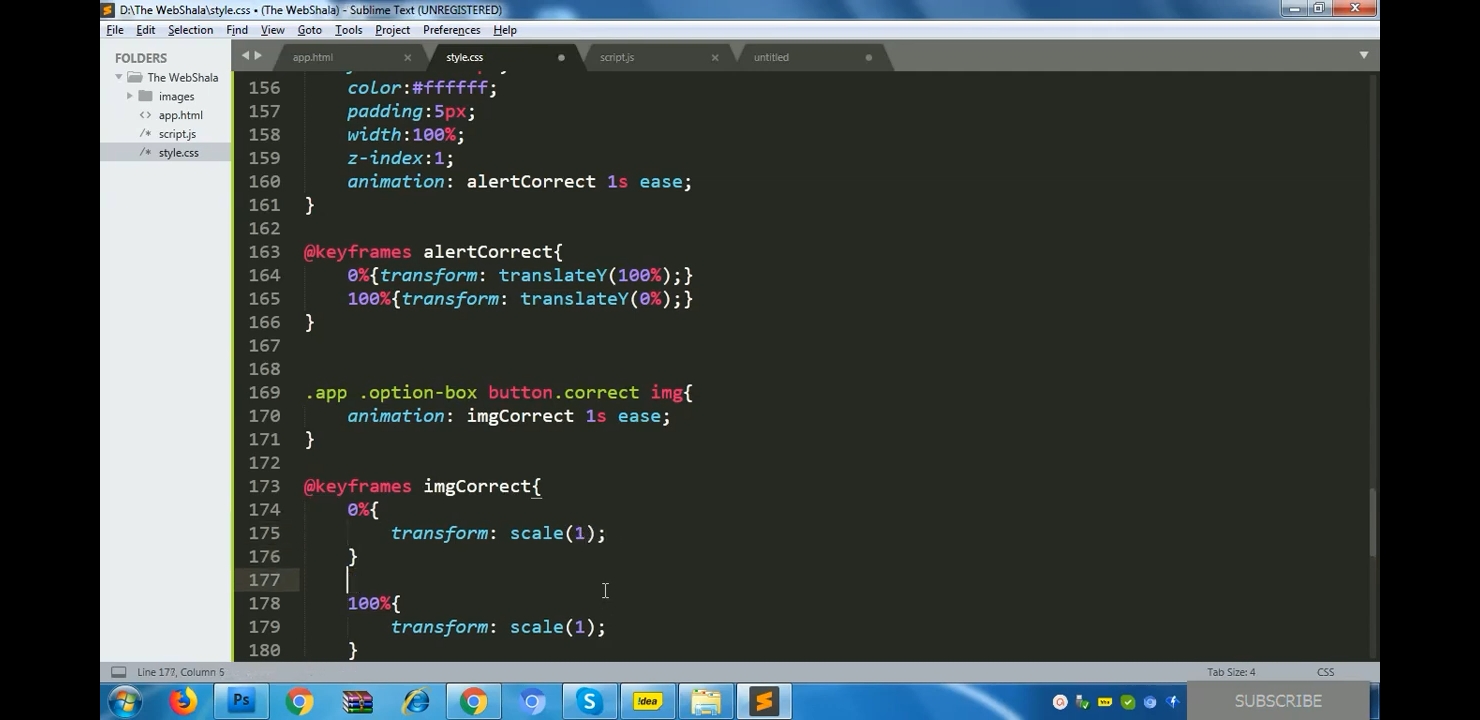 D:\The WebShala\style.css • (The WebShala) - Sublime Text (UNREGISTERED)
File Edit Selection Find View Goto Tools Project Preferences Help
FOLDERS
The WebShala
images
app.html
script.js
style.css
app.html style.css script.js untitled
156 color:#ffffff;
157 padding:5px;
158 width:100%;
159 z-index:1;
160 animation: alertCorrect 1s ease;
161 }
162
163 @keyframes alertCorrect{
164 0%{transform: translateY(100%);}
165 100%{transform: translateY(0%);}
166 }
167
168
169 .app .option-box button.correct img{
170 animation: imgCorrect 1s ease;
171 }
172
173 @keyframes imgCorrect{
174 0%{
175 transform: scale(1);
176 }
177
178 100%{
179 transform: scale(1);
180 }
Line 177, Column 5 Tab Size: 4 CSS
Ps !dea SUBSCRIBE